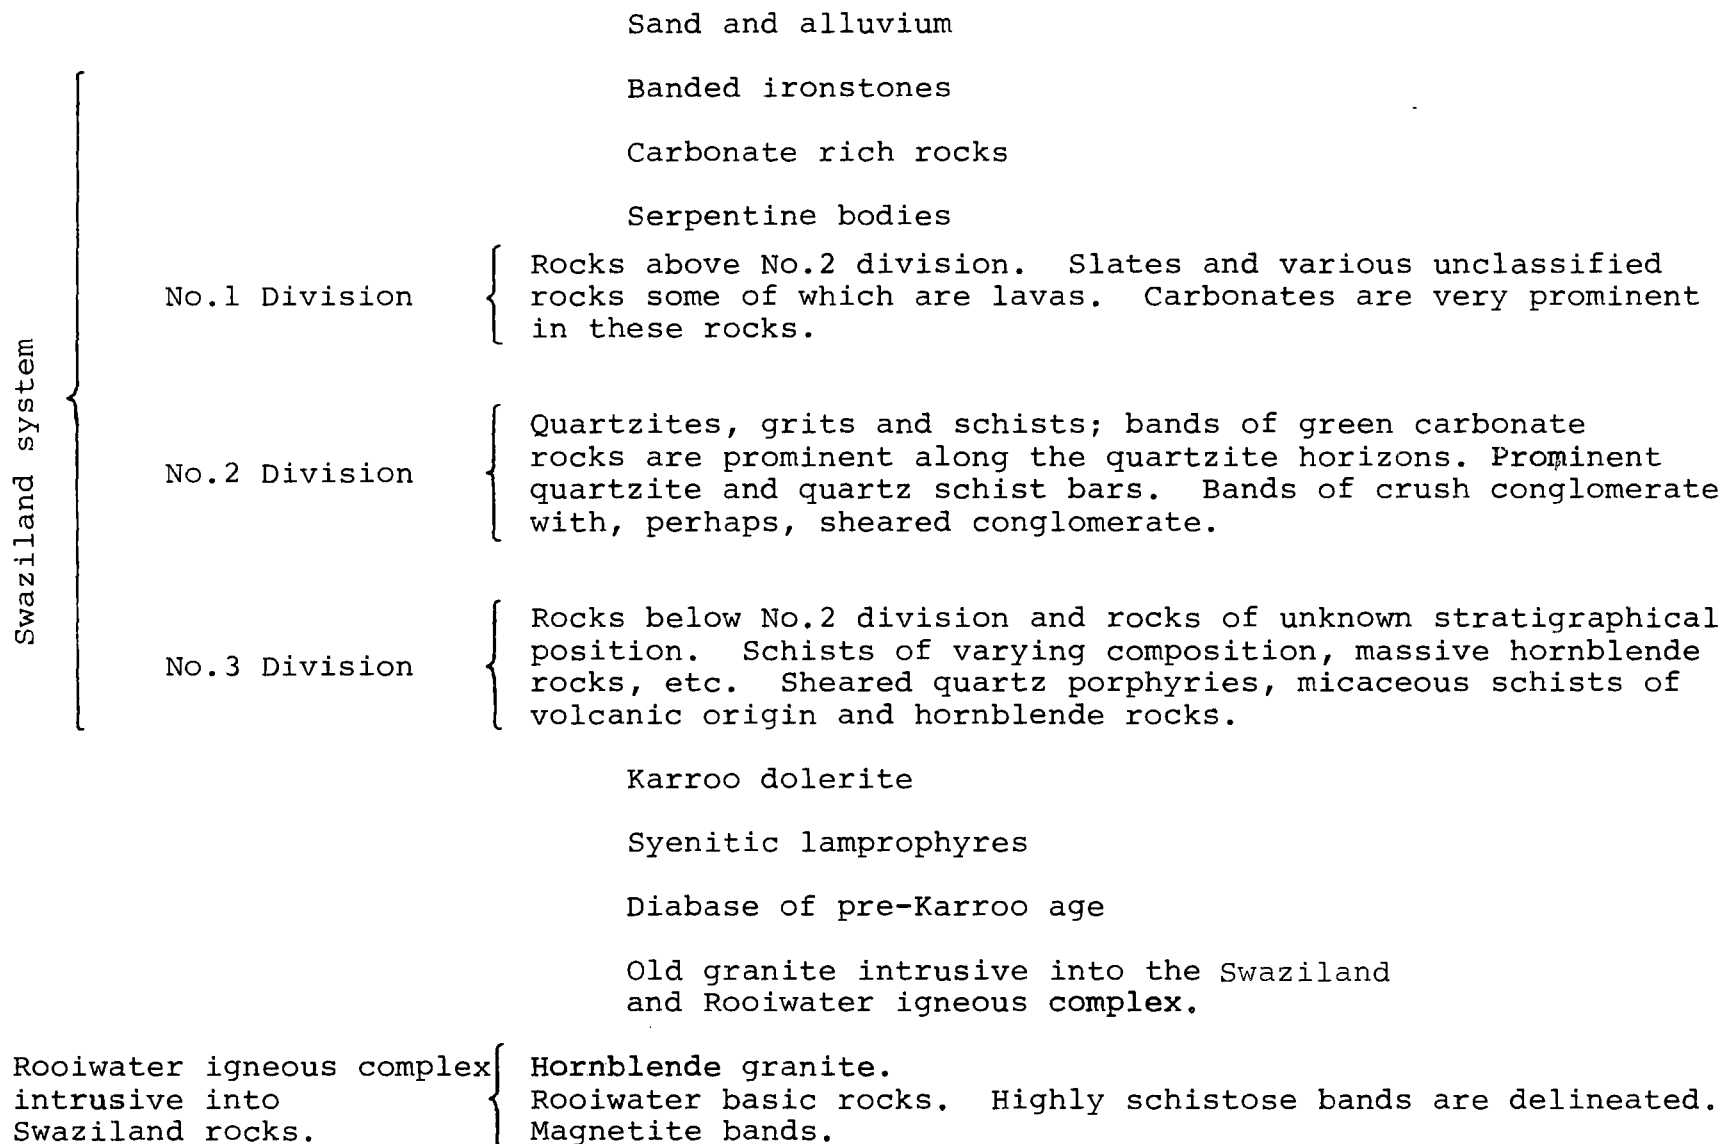 Sand and alluvium
Banded ironstones
Carbonate rich rocks
Serpentine bodies
Swaziland system
No.1 Division
Rocks above No.2 division. Slates and various unclassified
rocks some of which are lavas. Carbonates are very prominent
in these rocks.
No.2 Division
Quartzites, grits and schists; bands of green carbonate
rocks are prominent along the quartzite horizons. Prominent
quartzite and quartz schist bars. Bands of crush conglomerate
with, perhaps, sheared conglomerate.
No.3 Division
Rocks below No.2 division and rocks of unknown stratigraphical
position. Schists of varying composition, massive hornblende
rocks, etc. Sheared quartz porphyries, micaceous schists of
volcanic origin and hornblende rocks.
Karroo dolerite
Syenitic lamprophyres
Diabase of pre-Karroo age
Old granite intrusive into the Swaziland
and Rooiwater igneous complex.
Rooiwater igneous complex
intrusive into
Swaziland rocks.
Hornblende granite.
Rooiwater basic rocks. Highly schistose bands are delineated.
Magnetite bands.